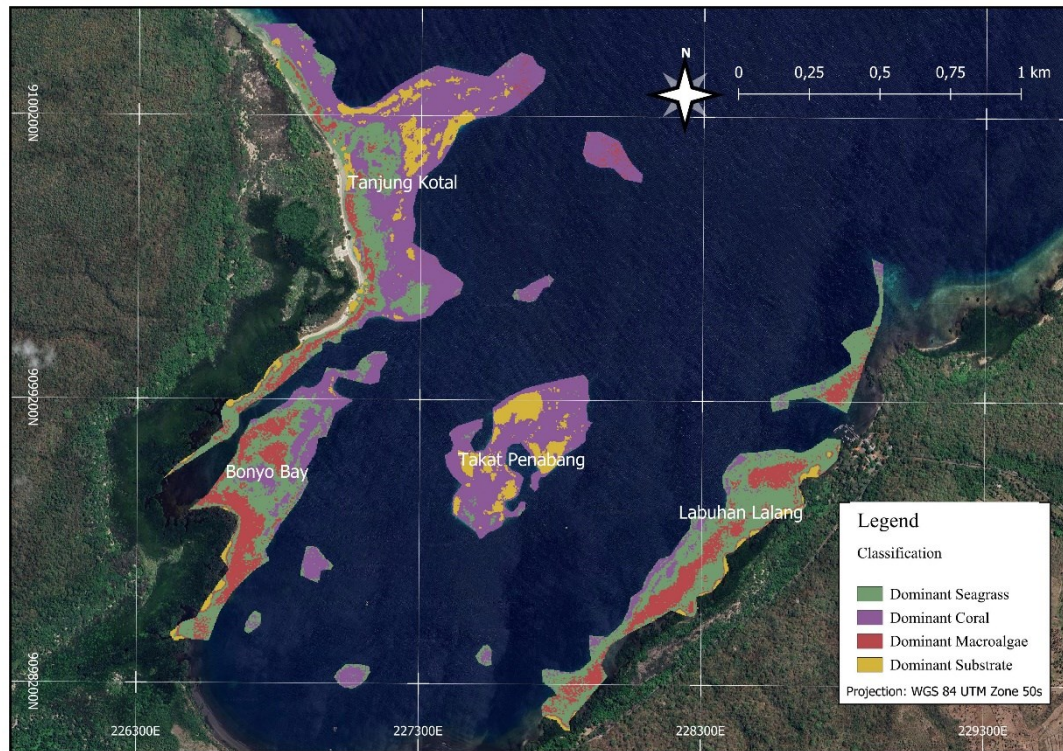 N
0 0,25 0,5 0,75 1 km
9100200N
Tanjung Kotal
9099200N
Bonyo Bay
Takat Penabang
Labuhan Lalang
9098200N
Legend
Classification
Dominant Seagrass
Dominant Coral
Dominant Macroalgae
Dominant Substrate
Projection: WGS 84 UTM Zone 50s
226300E 227300E 228300E 229300E